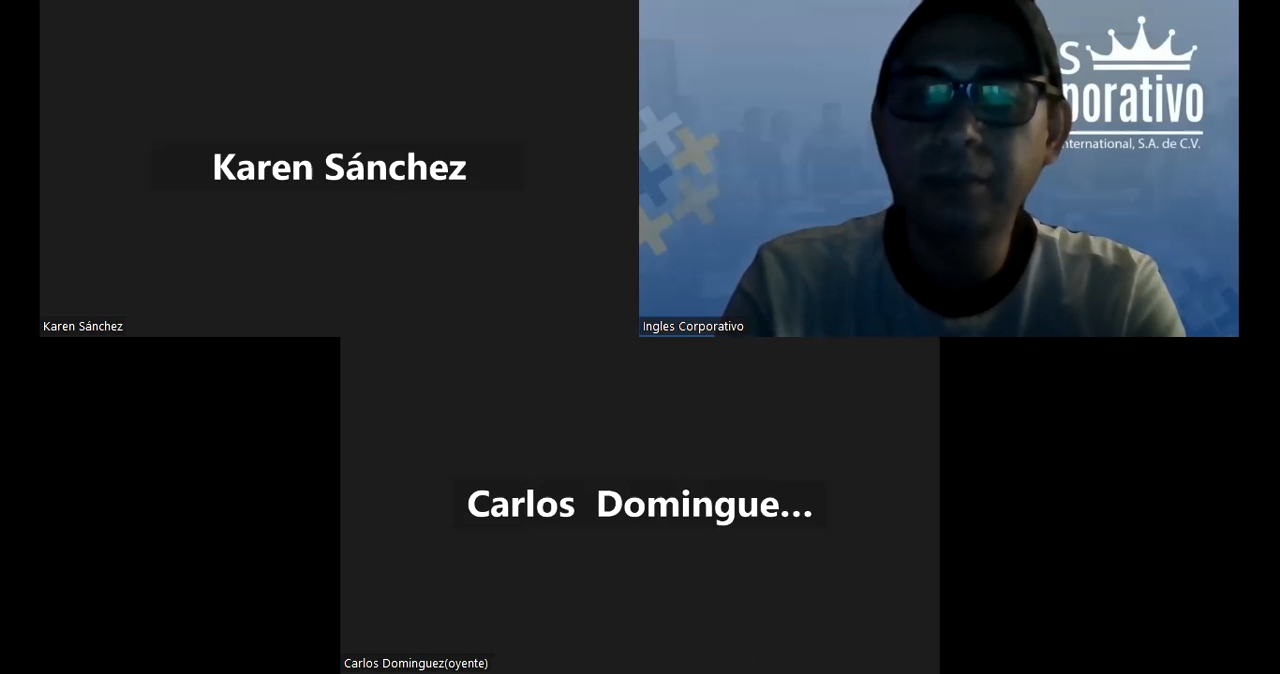 Karen Sánchez
Karen Sánchez
S
porativo
nternational, S.A. de C.V.
Ingles Corporativo
Carlos  Domingue...
Carlos Dominguez(oyente)